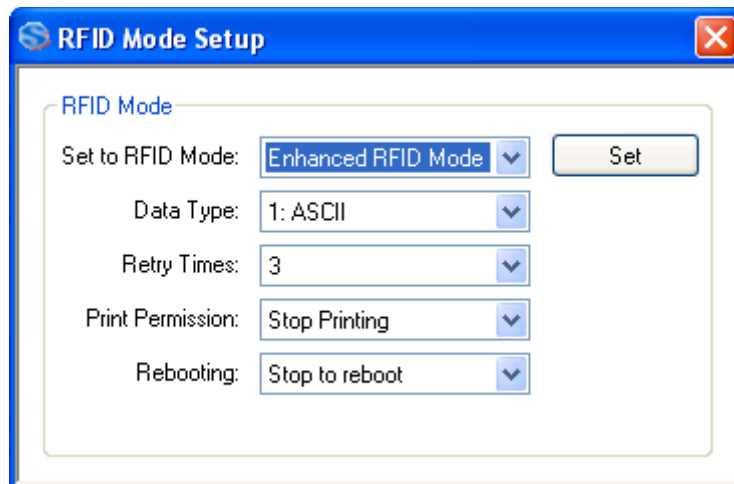 RFID Mode Setup
RFID Mode
Set to RFID Mode: Enhanced RFID Mode Set
Data Type: 1: ASCII
Retry Times: 3
Print Permission: Stop Printing
Rebooting: Stop to reboot